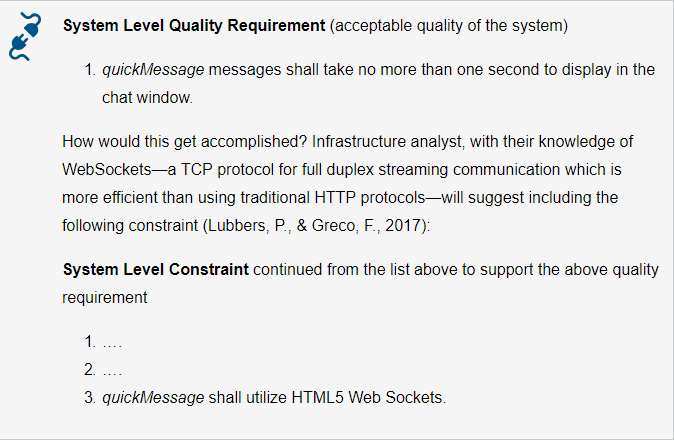 System Level Quality Requirement (acceptable quality of the system)
1. quickMessage messages shall take no more than one second to display in the
chat window.
How would this get accomplished? Infrastructure analyst, with their knowledge of
WebSockets—a TCP protocol for full duplex streaming communication which is
more efficient than using traditional HTTP protocols—will suggest including the
following constraint (Lubbers, P., & Greco, F., 2017):
System Level Constraint continued from the list above to support the above quality
requirement
1. ....
2. ....
3. quickMessage shall utilize HTML5 Web Sockets.